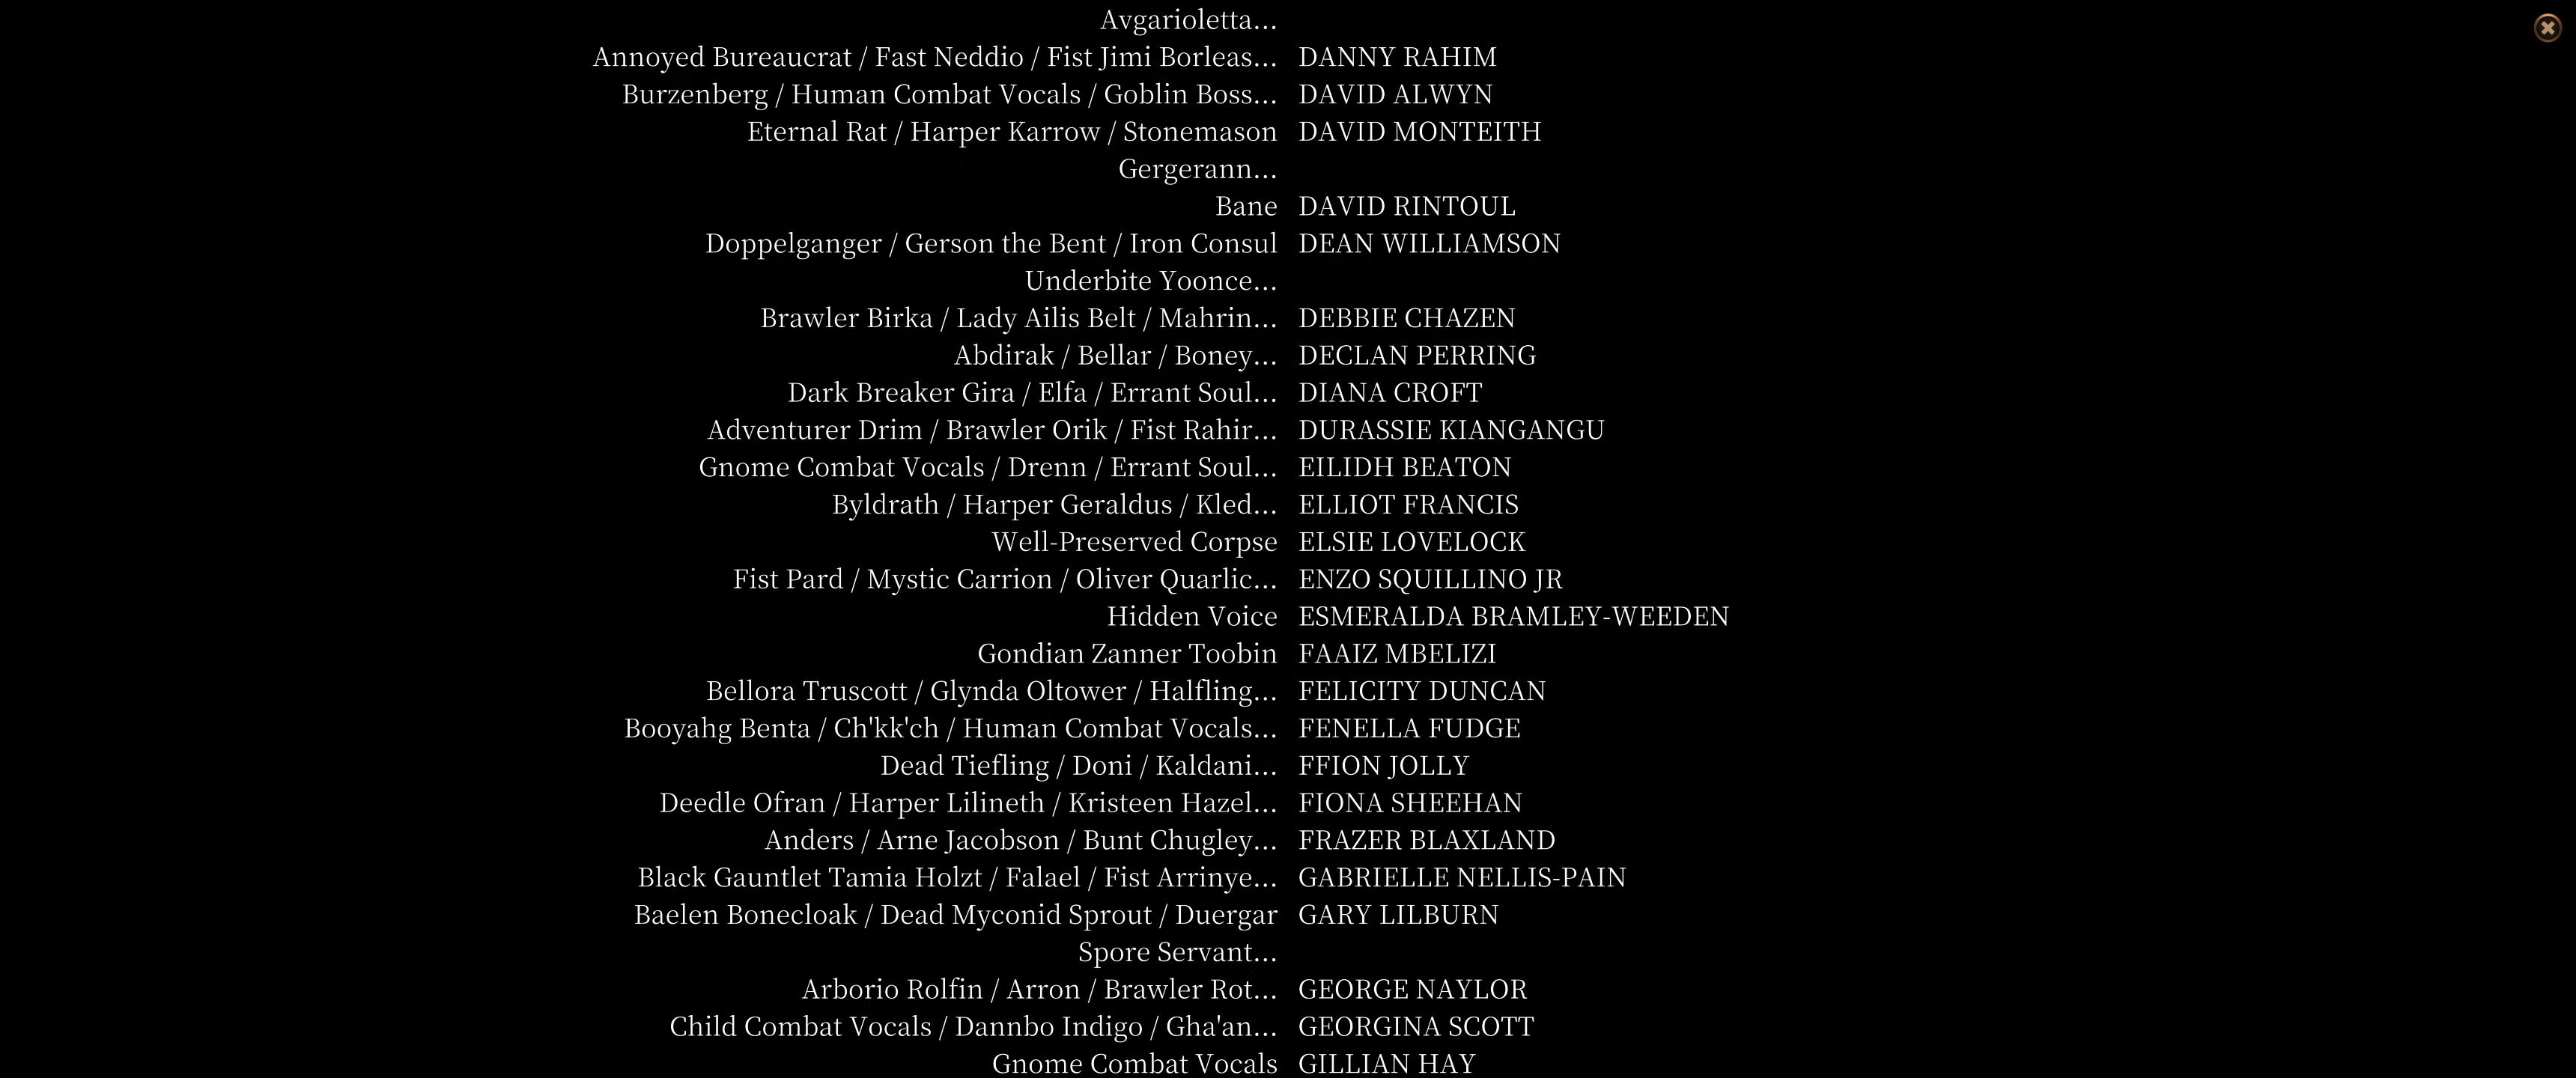 Avgarioletta...
Annoyed Bureaucrat / Fast Neddio / Fist Jimi Borleas... DANNY RAHIM
Burzenberg / Human Combat Vocals / Goblin Boss... DAVID ALWYN
Eternal Rat / Harper Karrow / Stonemason DAVID MONTEITH
Gergerann...
Bane DAVID RINTOUL
Doppelganger / Gerson the Bent / Iron Consul DEAN WILLIAMSON
Underbite Yoonce...
Brawler Birka / Lady Ailis Belt / Mahrin... DEBBIE CHAZEN
Abdirak / Bellar / Boney... DECLAN PERRING
Dark Breaker Gira / Elfa / Errant Soul... DIANA CROFT
Adventurer Drim / Brawler Orik / Fist Rahir... DURASSIE KIANGANGU
Gnome Combat Vocals / Drenn / Errant Soul... EILIDH BEATON
Byldrath / Harper Geraldus / Kled... ELLIOT FRANCIS
Well-Preserved Corpse ELSIE LOVELOCK
Fist Pard / Mystic Carrion / Oliver Quarlic... ENZO SQUILLINO JR
Hidden Voice ESMERALDA BRAMLEY-WEEDEN
Gondian Zanner Toobin FAAIZ MBELIZI
Bellora Truscott / Glynda Oltower / Halfling... FELICITY DUNCAN
Booyahg Benta / Ch'kk'ch / Human Combat Vocals... FENELLA FUDGE
Dead Tiefling / Doni / Kaldani... FFION JOLLY
Deedle Ofran / Harper Lilineth / Kristeen Hazel... FIONA SHEEHAN
Anders / Arne Jacobson / Bunt Chugley... FRAZER BLAXLAND
Black Gauntlet Tamia Holzt / Falael / Fist Arrinye... GABRIELLE NELLIS-PAIN
Baelen Bonecloak / Dead Myconid Sprout / Duergar GARY LILBURN
Spore Servant...
Arborio Rolfin / Arron / Brawler Rot... GEORGE NAYLOR
Child Combat Vocals / Dannbo Indigo / Gha'an... GEORGINA SCOTT
Gnome Combat Vocals GILLIAN HAY